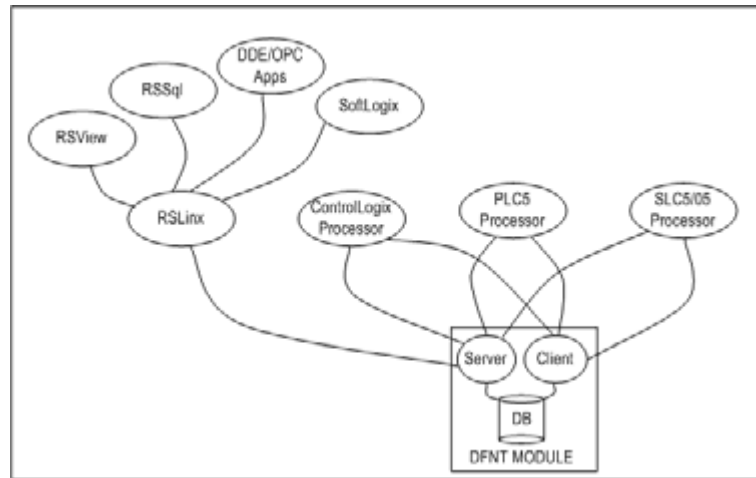 DDE/OPC
Apps
RSSql
SoftLogix
RSView
RSLinx
ControlLogix
Processor
PLC5
Processor
SLC5/05
Processor
Server
Client
DB
DFNT MODULE